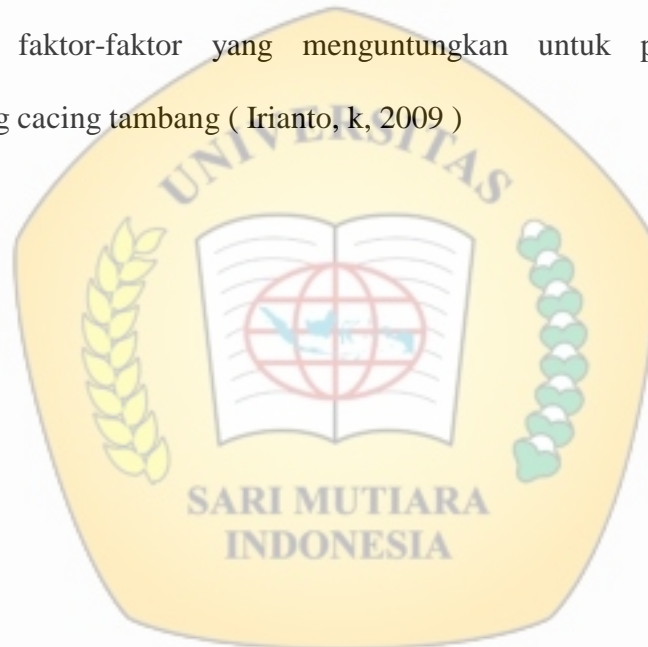 faktor-faktor yang menguntungkan untuk p
g cacing tambang ( Irianto, k, 2009 )
UNIVERSITAS
SARI MUTIARA
INDONESIA